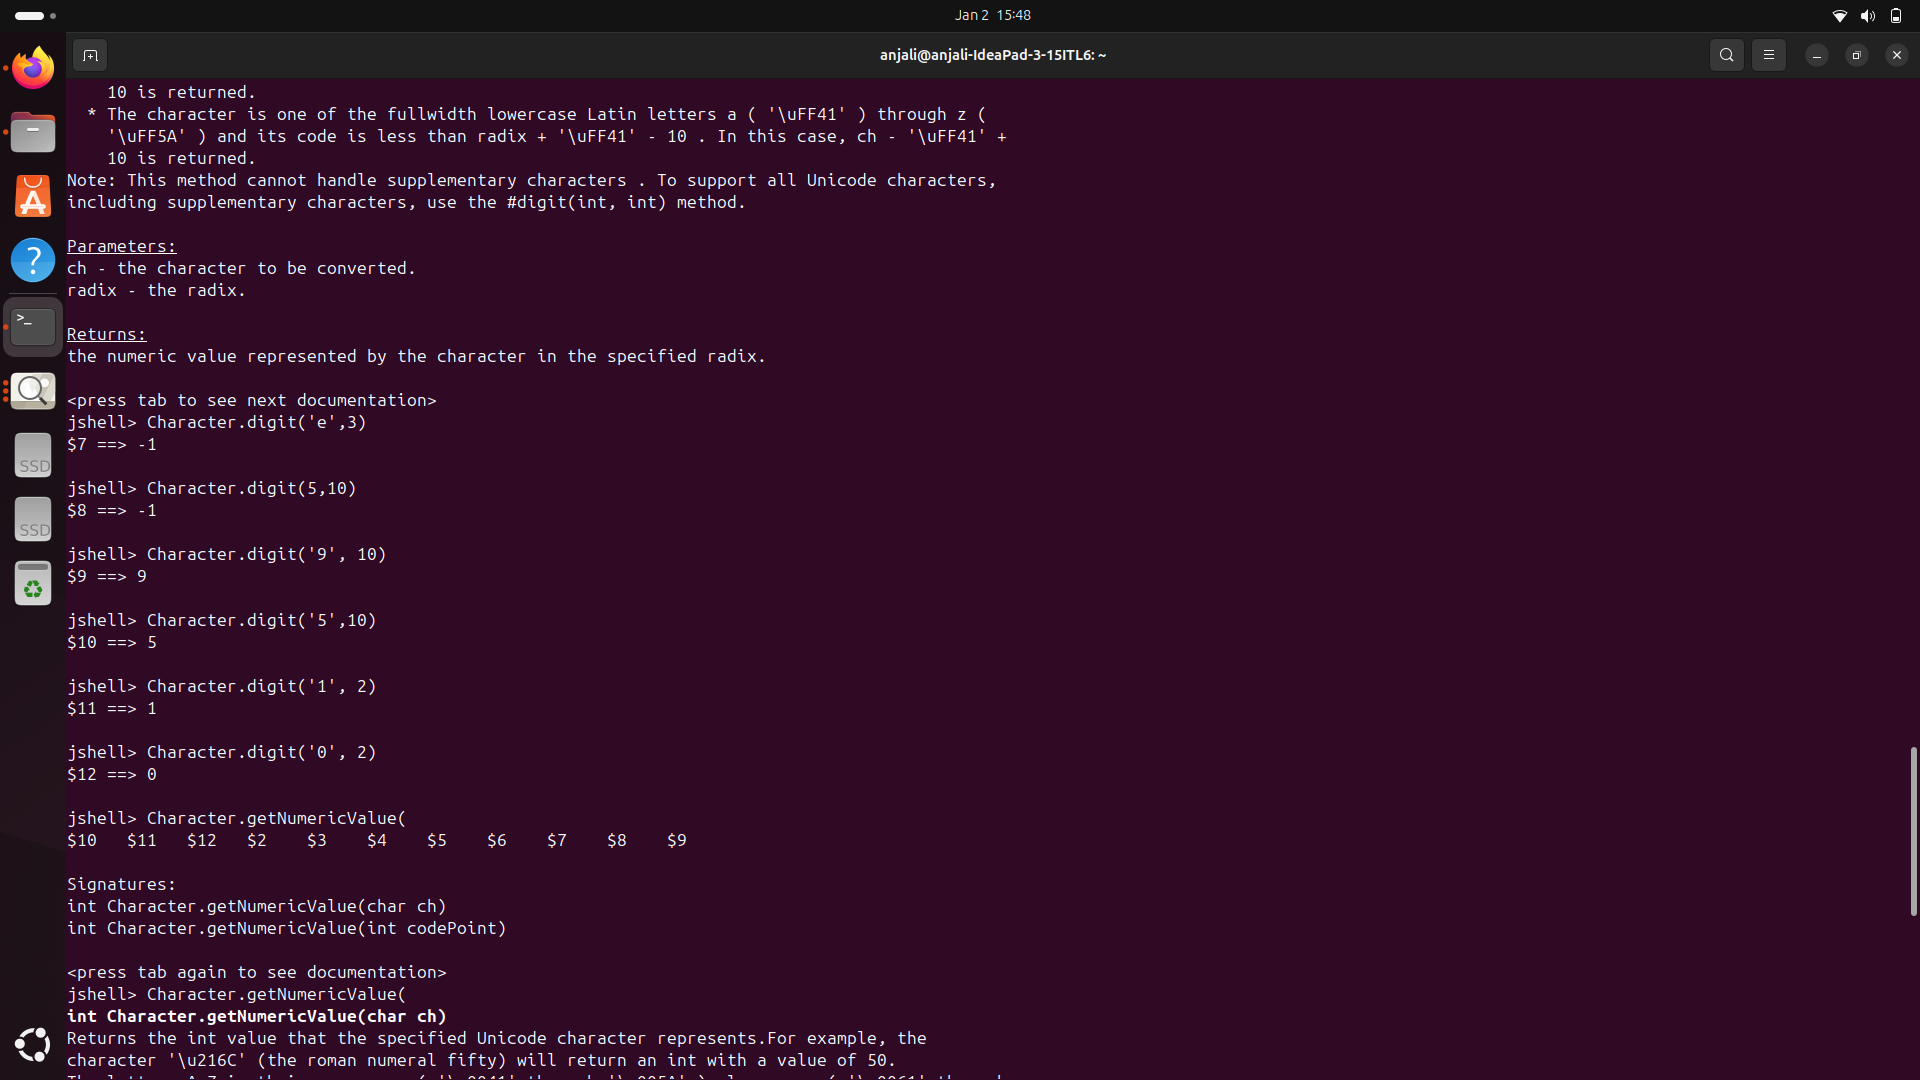 Jan 2 15:48
anjali@anjali-IdeaPad-3-15ITL6: ~
10 is returned.
* The character is one of the fullwidth lowercase Latin letters a ( '\uFF41' ) through z (
'\uFF5A' ) and its code is less than radix + '\uFF41' - 10 . In this case, ch - '\uFF41' +
10 is returned.
Note: This method cannot handle supplementary characters . To support all Unicode characters,
including supplementary characters, use the #digit(int, int) method.
Parameters:
ch - the character to be converted.
radix - the radix.
Returns:
the numeric value represented by the character in the specified radix.
<press tab to see next documentation>
jshell> Character.digit('e',3)
$7 ==> -1
jshell> Character.digit(5,10)
$8 ==> -1
jshell> Character.digit('9', 10)
$9 ==> 9
jshell> Character.digit('5',10)
$10 ==> 5
jshell> Character.digit('1', 2)
$11 ==> 1
jshell> Character.digit('0', 2)
$12 ==> 0
jshell> Character.getNumericValue(
$10 $11 $12 $2 $3 $4 $5 $6 $7 $8 $9
Signatures:
int Character.getNumericValue(char ch)
int Character.getNumericValue(int codePoint)
<press tab again to see documentation>
jshell> Character.getNumericValue(
int Character.getNumericValue(char ch)
Returns the int value that the specified Unicode character represents.For example, the
character '\u216C' (the roman numeral fifty) will return an int with a value of 50.
SSD
SSD